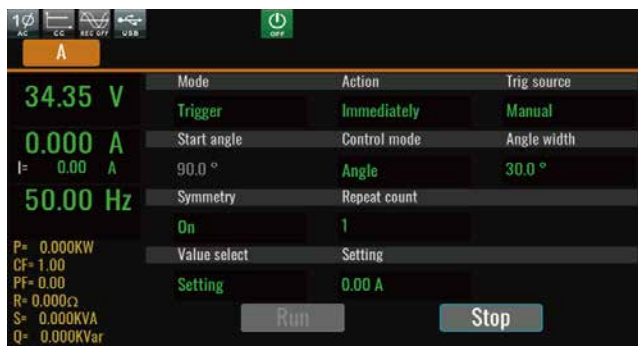 1Ø
AC CC REC OFF USB OFF
A
34.35 V
0.000 A
I= 0.00 A
50.00 Hz
P= 0.000KW
CF= 1.00
PF= 0.00
R= 0.000Ω
S= 0.000KVA
Q= 0.000KVar
Mode Action Trig source
Trigger Immediately Manual
Start angle Control mode Angle width
90.0 ° Angle 30.0 °
Symmetry Repeat count
On 1
Value select Setting
Setting 0.00 A
Run Stop